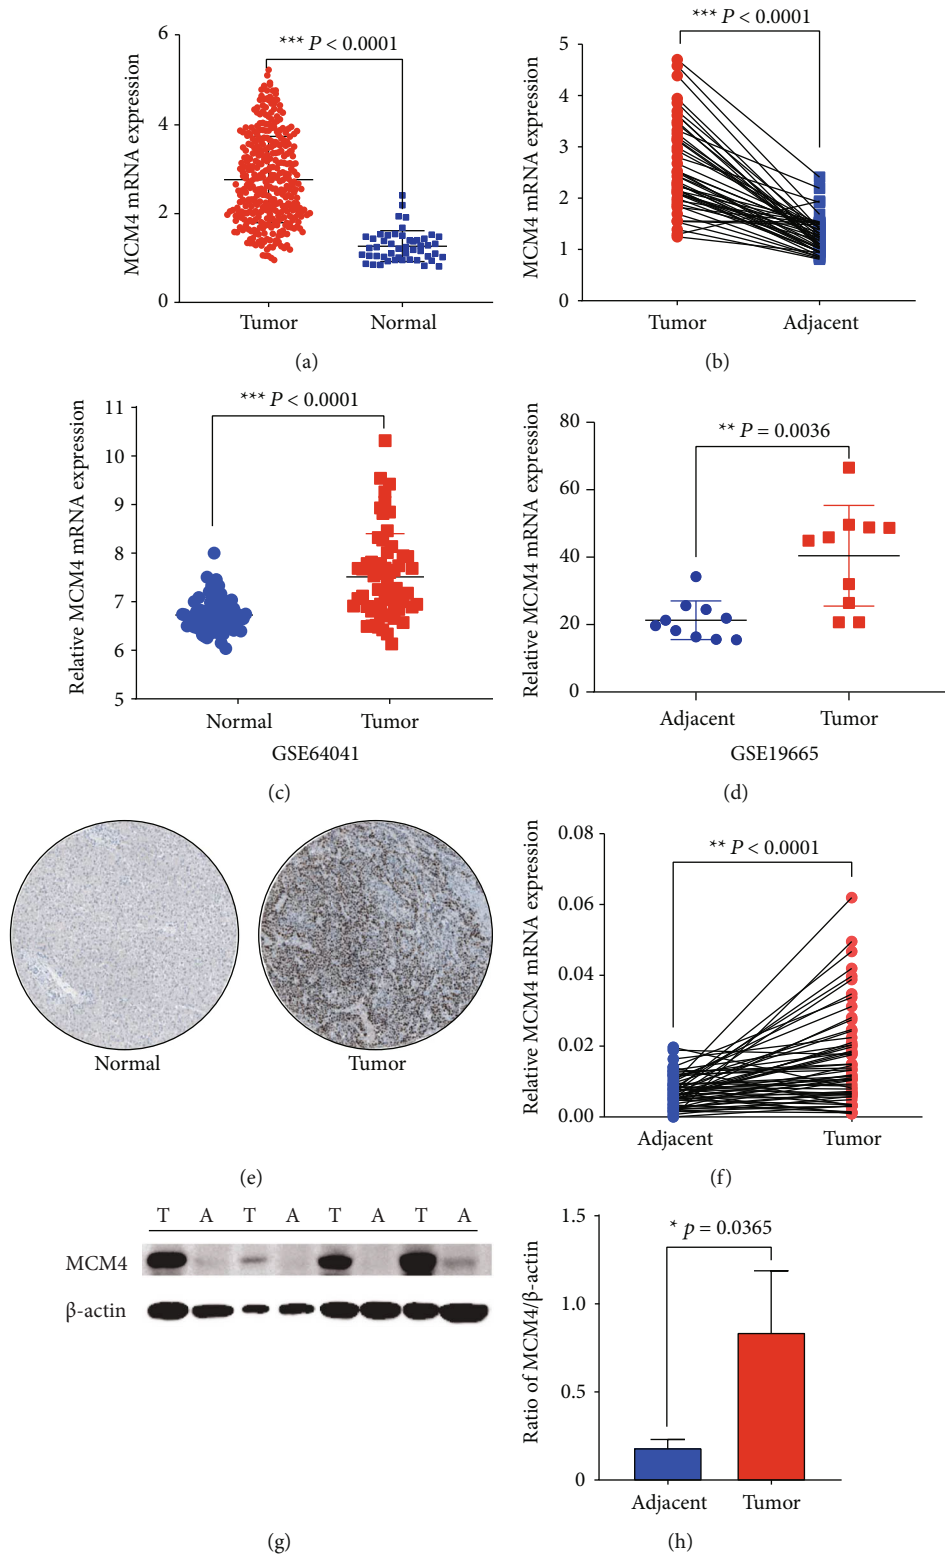 *** P < 0.0001
MCM4 mRNA expression
6
4
2
0
Tumor Normal
(a)
*** P < 0.0001
MCM4 mRNA expression
5
4
3
2
1
0
Tumor Adjacent
(b)
*** P < 0.0001
Relative MCM4 mRNA expression
11
10
9
8
7
6
5
Normal Tumor
GSE64041
(c)
** P = 0.0036
Relative MCM4 mRNA expression
80
60
40
20
0
Adjacent Tumor
GSE19665
(d)
Normal Tumor
(e)
** P < 0.0001
Relative MCM4 mRNA expression
0.08
0.06
0.04
0.02
0.00
Adjacent Tumor
(f)
T A T A T A T A
MCM4
β-actin
(g)
* p = 0.0365
Ratio of MCM4/β-actin
1.5
1.0
0.5
0
Adjacent Tumor
(h)